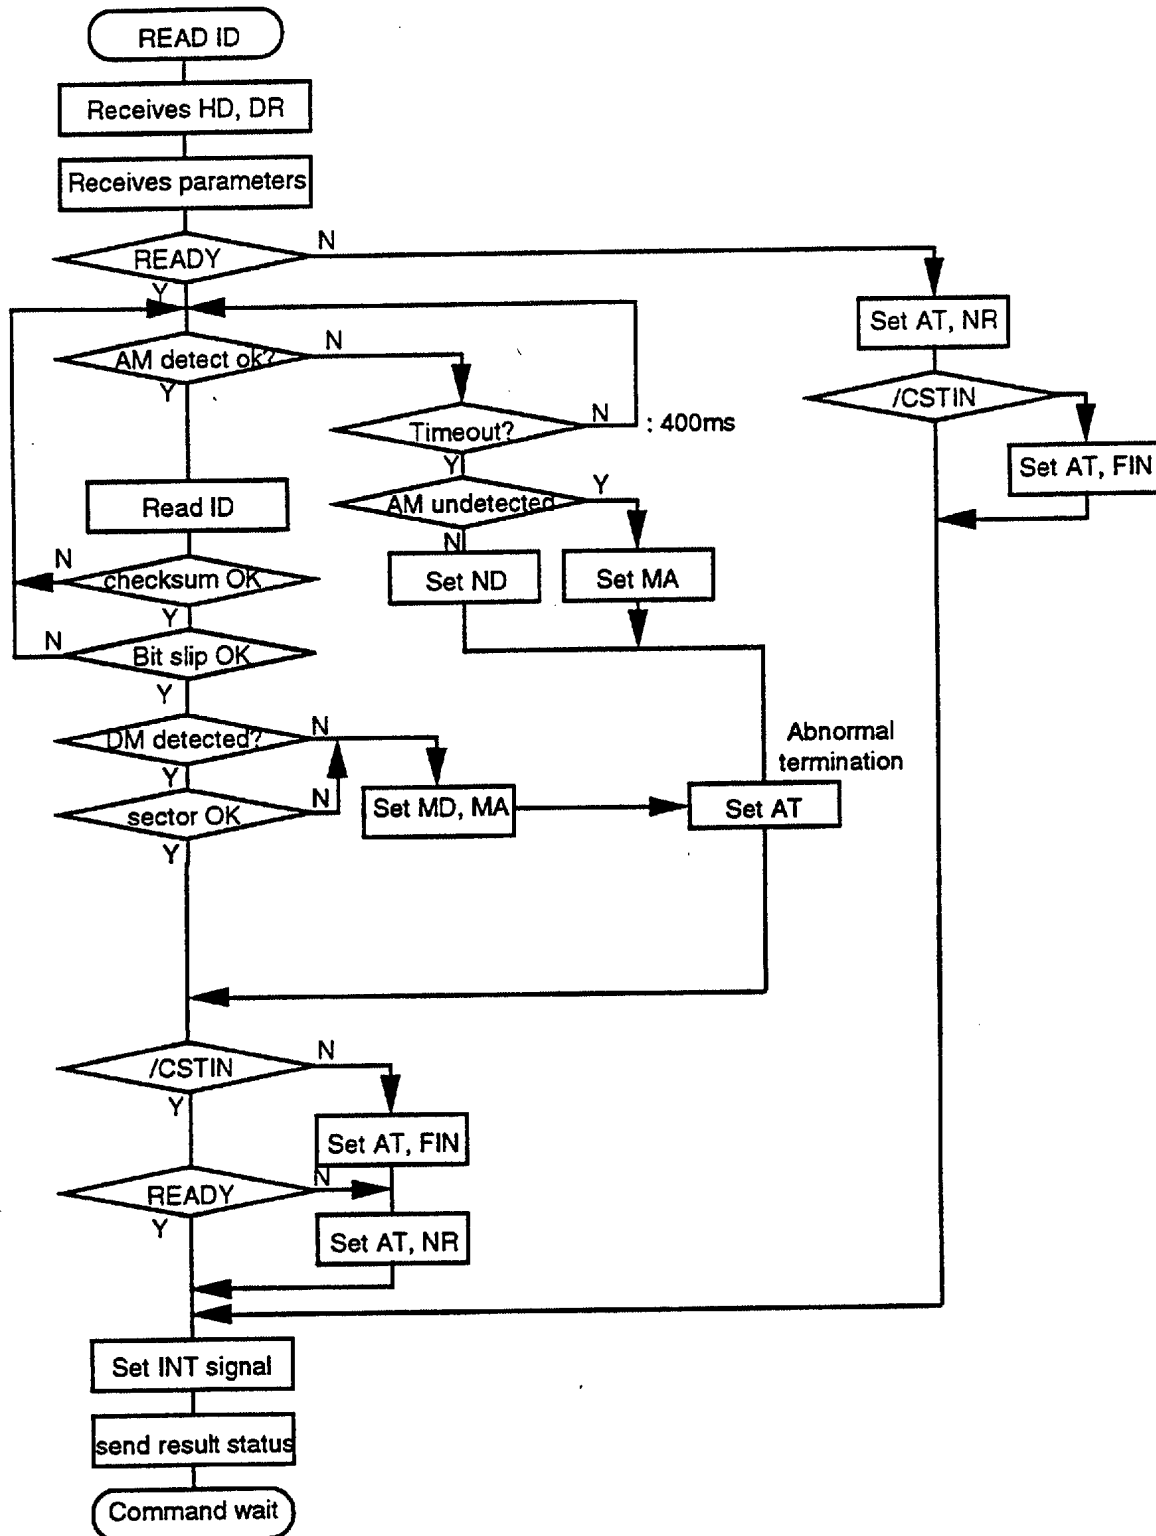 READ ID
Receives HD, DR
Receives parameters
READY
N
Y
Set AT, NR
AM detect ok?
N
Y
/CSTIN
Timeout?
N
: 400ms
Y
Set AT, FIN
AM undetected
Y
N
Read ID
Set ND
Set MA
checksum OK
N
Y
Bit slip OK
N
Y
DM detected?
N
Y
Abnormal
termination
sector OK
N
Y
Set MD, MA
Set AT
/CSTIN
N
Y
Set AT, FIN
READY
N
Y
Set AT, NR
Set INT signal
send result status
Command wait